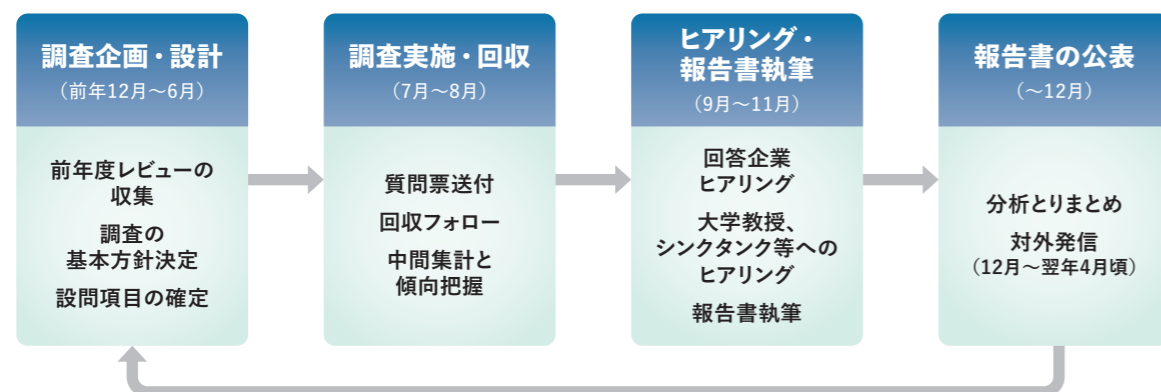 調査企画・設計
（前年12月～6月）
前年度レビューの
収集
調査の
基本方針決定
設問項目の確定
調査実施・回収
（7月～8月）
質問票送付
回収フォロー
中間集計と
傾向把握
ヒアリング・
報告書執筆
（9月～11月）
回答企業
ヒアリング
大学教授、
シンクタンク等への
ヒアリング
報告書執筆
報告書の公表
（～12月）
分析とりまとめ
対外発信
（12月～翌年4月頃）